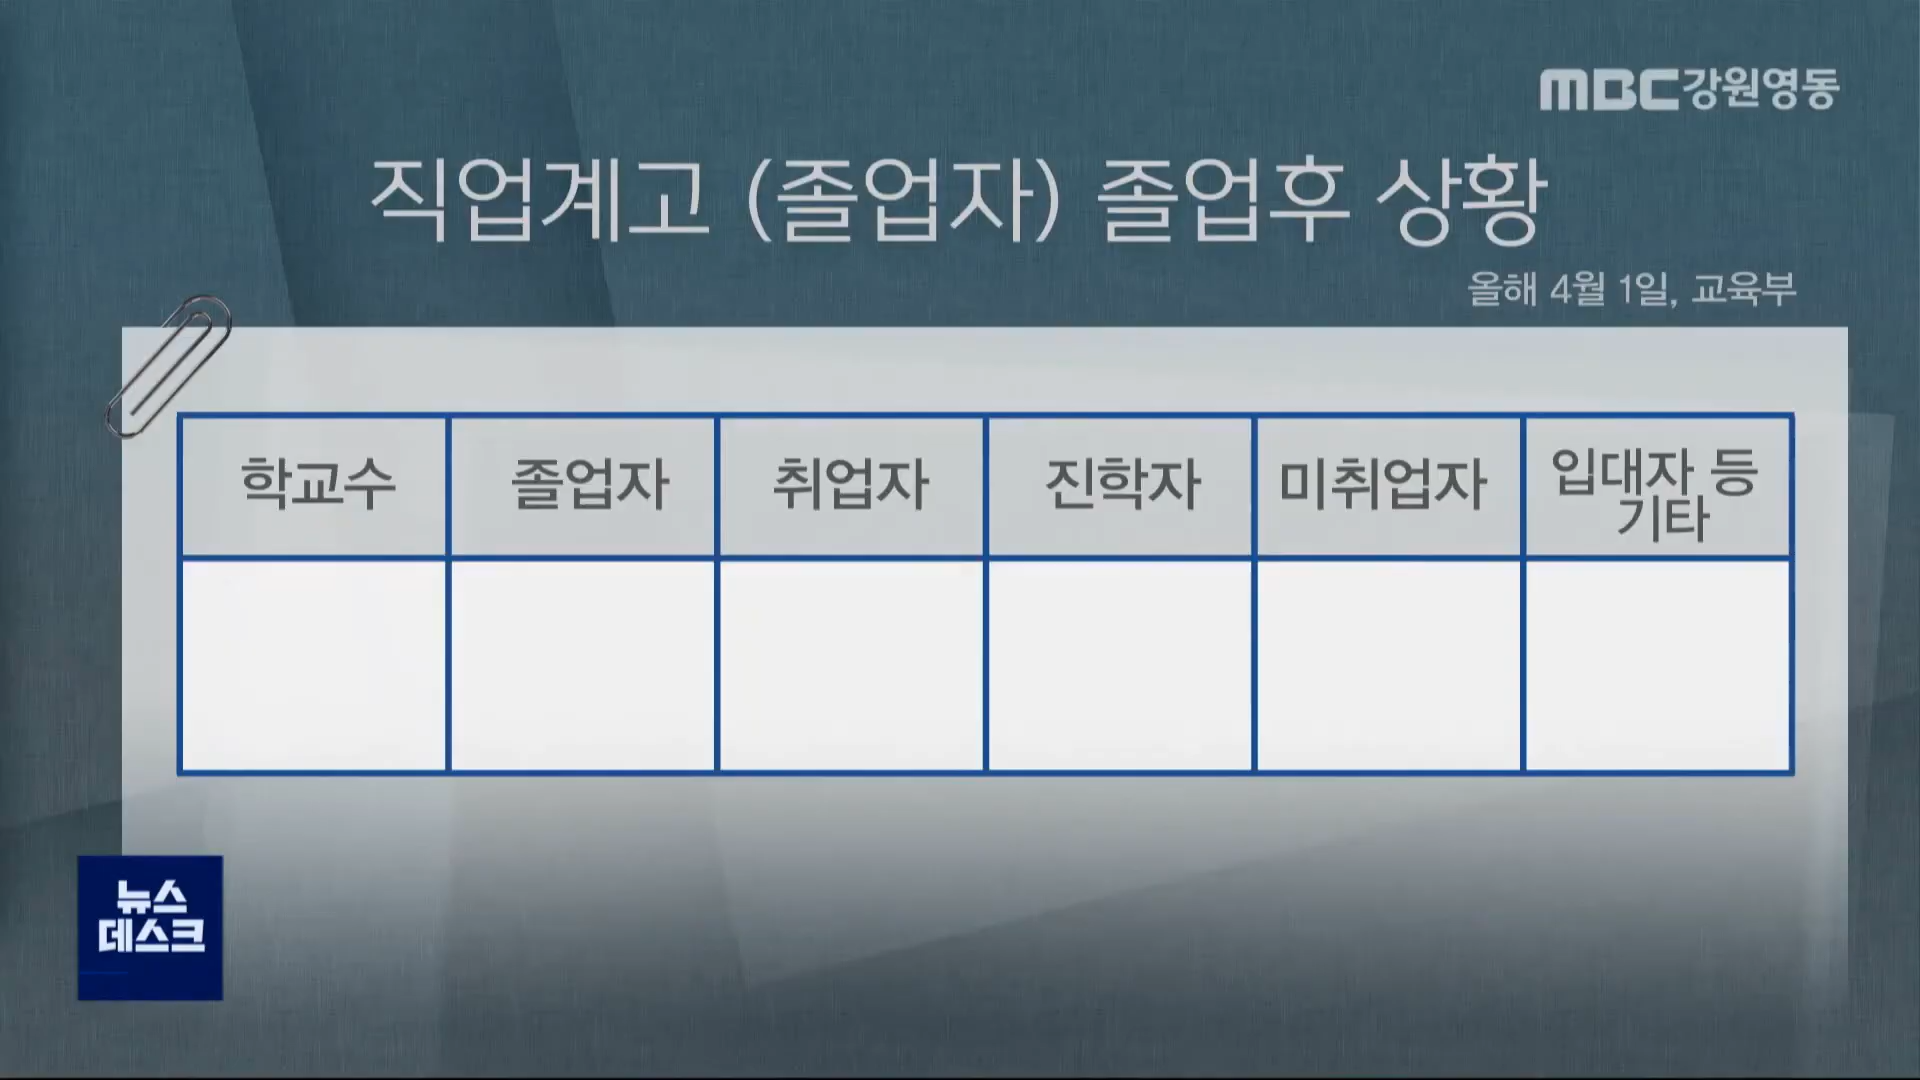 MBC강원영동
직업계고 (졸업자) 졸업후 상황
올해 4월 1일, 교육부
학교수
졸업자
취업자
진학자
미취업자
입대자 등
기타
뉴스
데스크